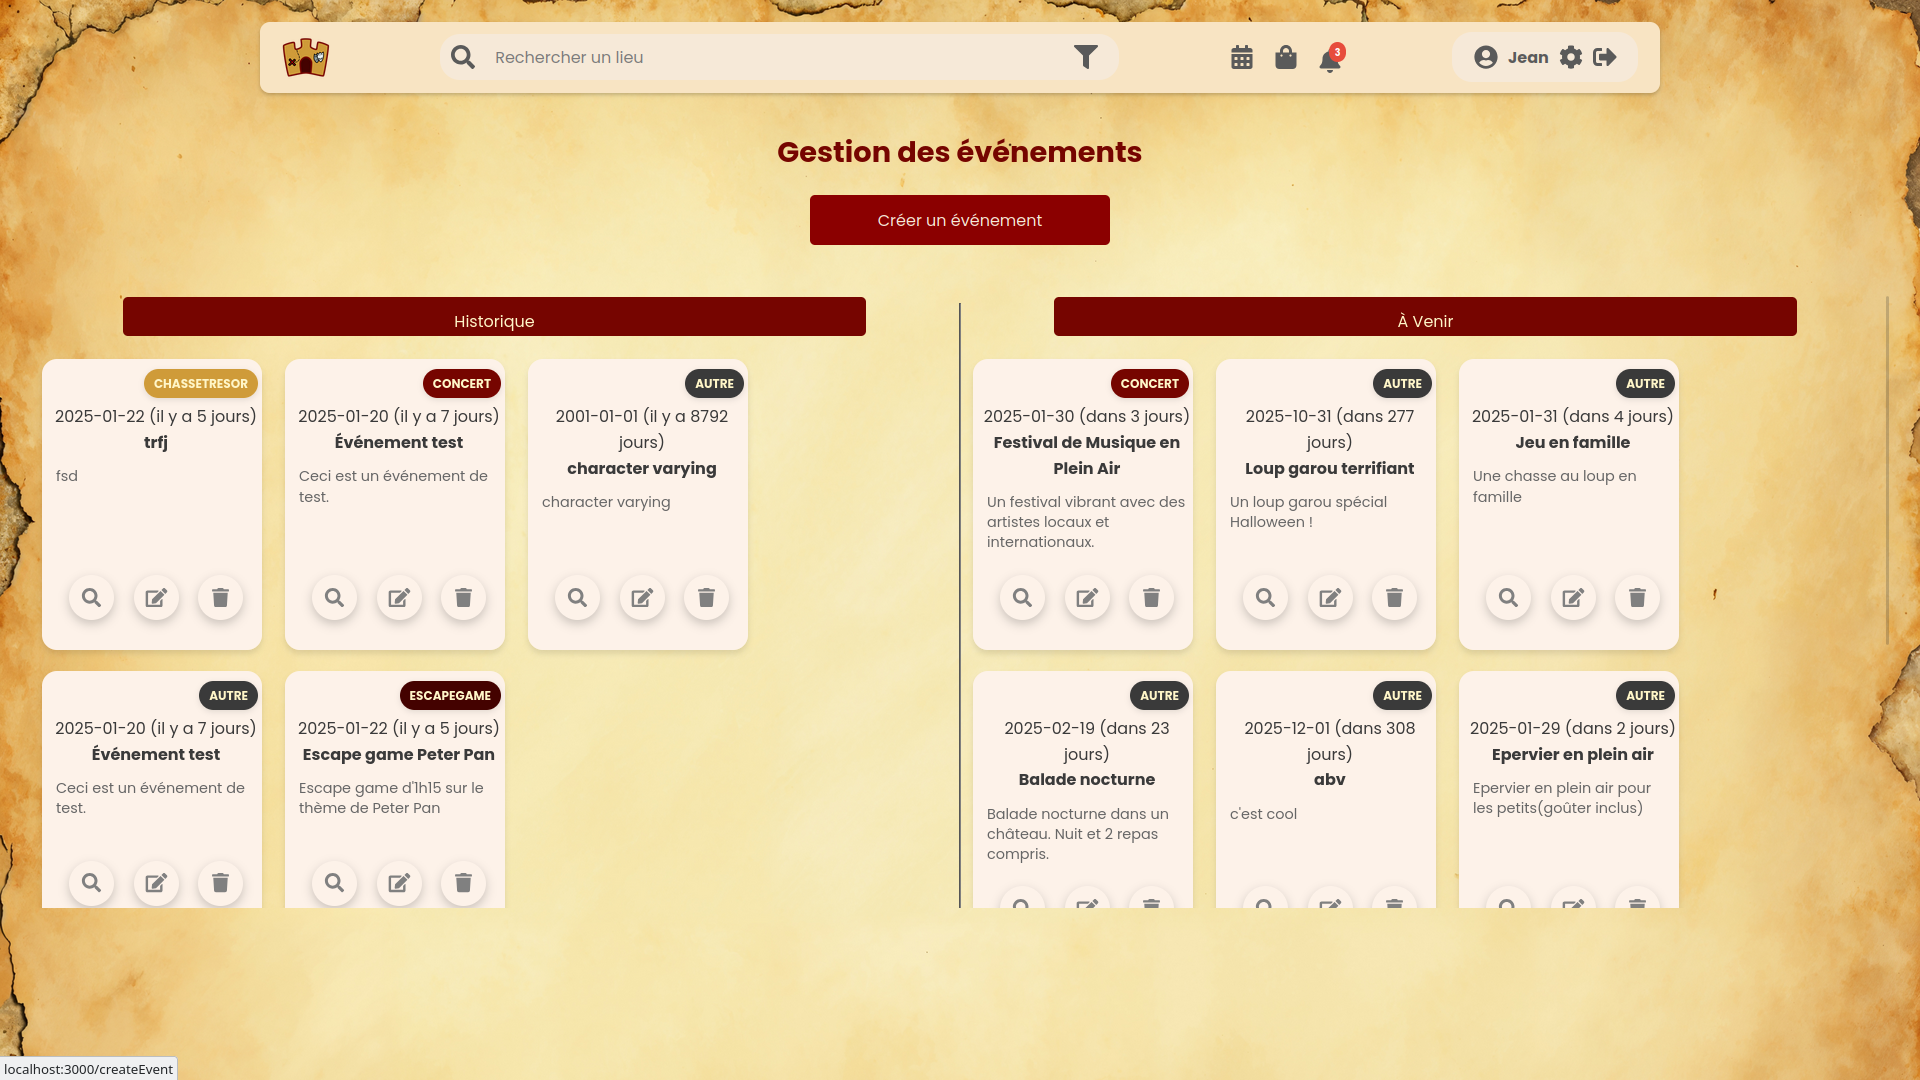 Rechercher un lieu
3
Jean
Gestion des événements
Créer un événement
Historique
CHASSETRESOR
2025-01-22 (il y a 5 jours)
trfj
fsd
CONCERT
2025-01-20 (il y a 7 jours)
Événement test
Ceci est un événement de
test.
AUTRE
2001-01-01 (il y a 8792
jours)
character varying
character varying
AUTRE
2025-01-20 (il y a 7 jours)
Événement test
Ceci est un événement de
test.
ESCAPEGAME
2025-01-22 (il y a 5 jours)
Escape game Peter Pan
Escape game d'1h15 sur le
thème de Peter Pan
À Venir
CONCERT
2025-01-30 (dans 3 jours)
Festival de Musique en
Plein Air
Un festival vibrant avec des
artistes locaux et
internationaux.
AUTRE
2025-10-31 (dans 277
jours)
Loup garou terrifiant
Un loup garou spécial
Halloween !
AUTRE
2025-01-31 (dans 4 jours)
Jeu en famille
Une chasse au loup en
famille
AUTRE
2025-02-19 (dans 23
jours)
Balade nocturne
Balade nocturne dans un
château. Nuit et 2 repas
compris.
AUTRE
2025-12-01 (dans 308
jours)
abv
c'est cool
AUTRE
2025-01-29 (dans 2 jours)
Epervier en plein air
Epervier en plein air pour
les petits(goûter inclus)
localhost:3000/createEvent